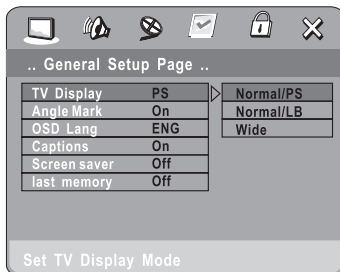 .. General Setup Page ..
TV Display PS Normal/PS
Angle Mark On Normal/LB
OSD Lang ENG Wide
Captions On
Screen saver Off
last memory Off
Set TV Display Mode